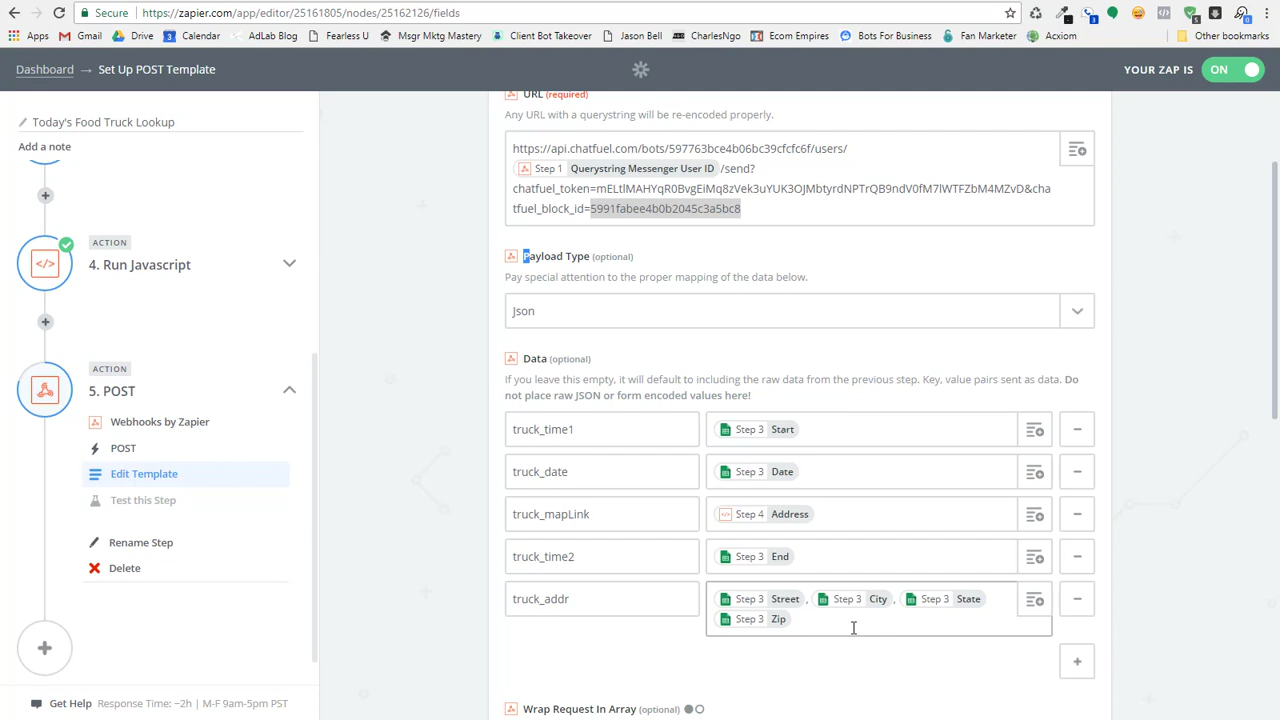 Secure
https://zapier.com/app/editor/25161805/nodes/25162126/fields
Apps
Gmail
Drive
Calendar
AdLab Blog
Fearless U
Msgr Mktg Mastery
Client Bot Takeover
Jason Bell
CharlesNgo
Ecom Empires
Bots For Business
Fan Marketer
Acxiom
Other bookmarks
Dashboard → Set Up POST Template
YOUR ZAP IS ON
Today's Food Truck Lookup
Add a note
ACTION
4. Run Javascript
ACTION
5. POST
Webhooks by Zapier
POST
Edit Template
Test this Step
Rename Step
Delete
Get Help Response Time: ~2h | M-F 9am-5pm PST
URL (required)
Any URL with a querystring will be re-encoded properly.
https://api.chatfuel.com/bots/597763bce4b06bc39cfcfc6f/users/
Step 1 Querystring Messenger User ID /send?
chatfuel_token=mELtlMAHYqR0BvgEiMq8zVek3uYUK3OJMbtyrdNPTrQB9ndV0fM7lWTFZbM4MZvD&cha
tfuel_block_id=5991fabee4b0b2045c3a5bc8
Payload Type (optional)
Pay special attention to the proper mapping of the data below.
Json
Data (optional)
If you leave this empty, it will default to including the raw data from the previous step. Key, value pairs sent as data. Do
not place raw JSON or form encoded values here!
truck_time1 Step 3 Start
truck_date Step 3 Date
truck_mapLink Step 4 Address
truck_time2 Step 3 End
truck_addr Step 3 Street , Step 3 City , Step 3 State
Step 3 Zip
Wrap Request In Array (optional)